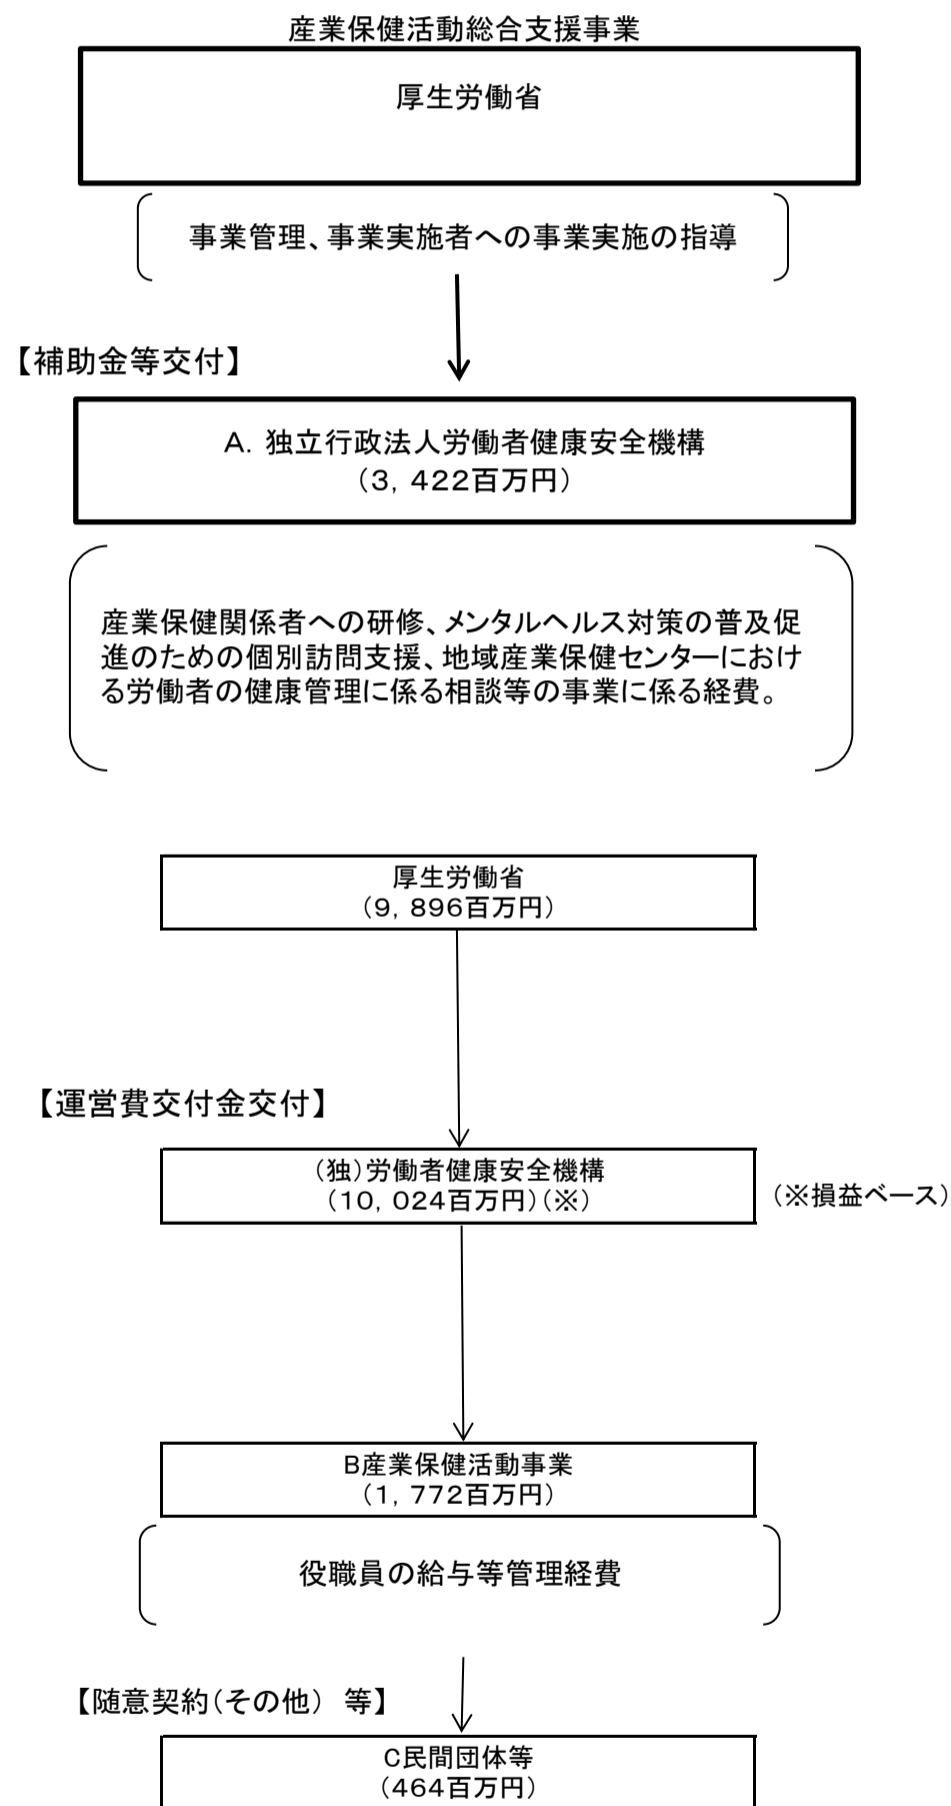 産業保健活動総合支援事業
厚生労働省
事業管理、事業実施者への事業実施の指導
【補助金等交付】
A．独立行政法人労働者健康安全機構
（3，422百万円）
産業保健関係者への研修、メンタルヘルス対策の普及促
進のための個別訪問支援、地域産業保健センターにおけ
る労働者の健康管理に係る相談等の事業に係る経費。
厚生労働省
（9，896百万円）
【運営費交付金交付】
（独）労働者健康安全機構
（10，024百万円）（※）
（※損益ベース）
B産業保健活動事業
（1，772百万円）
役職員の給与等管理経費
【随意契約（その他）　等】
C民間団体等
（464百万円）